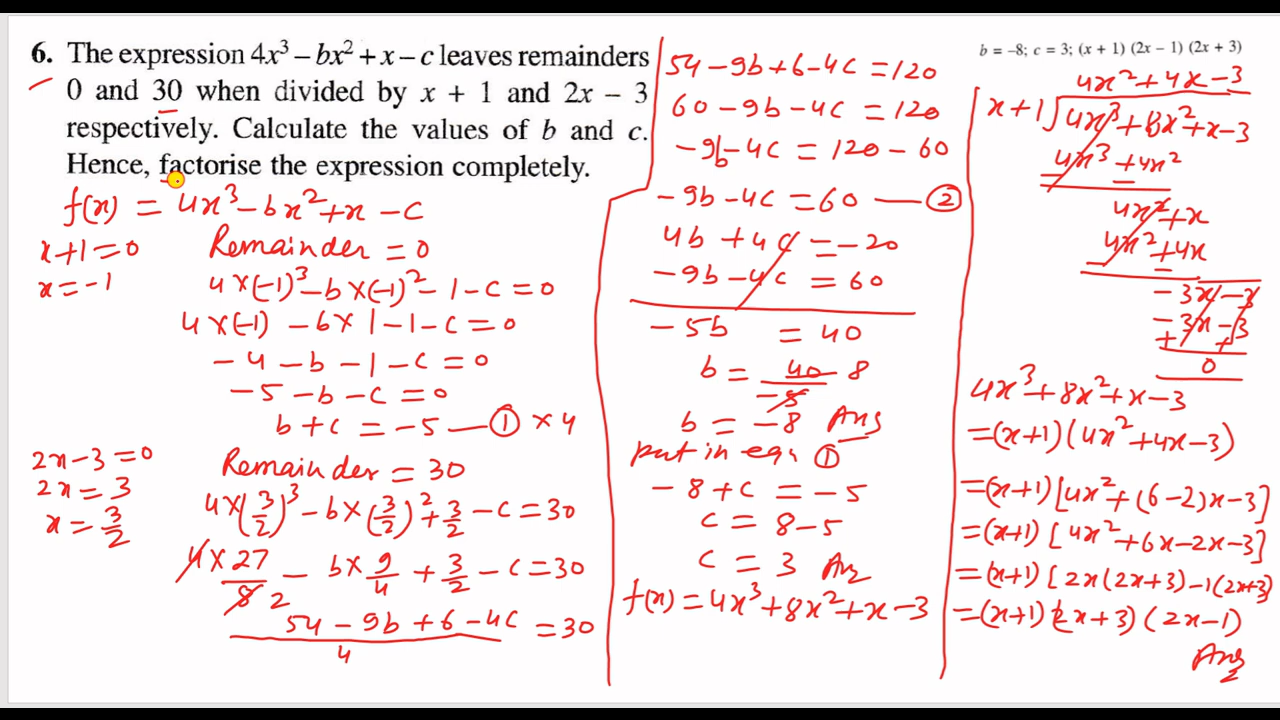 6. The expression 4x³ – bx² + x – c leaves remainders
0 and 30 when divided by x + 1 and 2x – 3
respectively. Calculate the values of b and c.
Hence, factorise the expression completely.
f(x) = 4x³ - bx² + x - c
x+1=0 Remainder = 0
x=-1 4×(-1)³ - b×(-1)² - 1 - c = 0
4×(-1) - b×1 - 1 - c = 0
-4 - b - 1 - c = 0
-5 - b - c = 0
b + c = -5 — ① × 4
2x-3=0 Remainder = 30
2x = 3
x = 3/2 4×(3/2)³ - b×(3/2)² + 3/2 - c = 30
4×27/8 2 - b×9/4 + 3/2 - c = 30
54 - 9b + 6 - 4c / 4 = 30
54 - 9b + 6 - 4c = 120
60 - 9b - 4c = 120
-9b - 4c = 120 - 60
-9b - 4c = 60 — ②
4b + 4c = -20
-9b - 4c = 60
-5b = 40
b = 40/-5 8
b = -8 Ans
put in eqn ①
-8 + c = -5
c = 8 - 5
c = 3 Ans
f(x) = 4x³ + 8x² + x - 3
b = –8; c = 3; (x + 1) (2x – 1) (2x + 3)
4x² + 4x - 3
x+1 ) 4x³ + 8x² + x - 3
4x³ + 4x²
- -
4x² + x
4x² + 4x
- -
-3x - 3
-3x - 3
+ +
0
4x³ + 8x² + x - 3
= (x+1) (4x² + 4x - 3)
= (x+1) [4x² + (6-2)x - 3]
= (x+1) [4x² + 6x - 2x - 3]
= (x+1) [2x(2x+3) - 1(2x+3)
= (x+1) (2x+3) (2x-1)
Ans